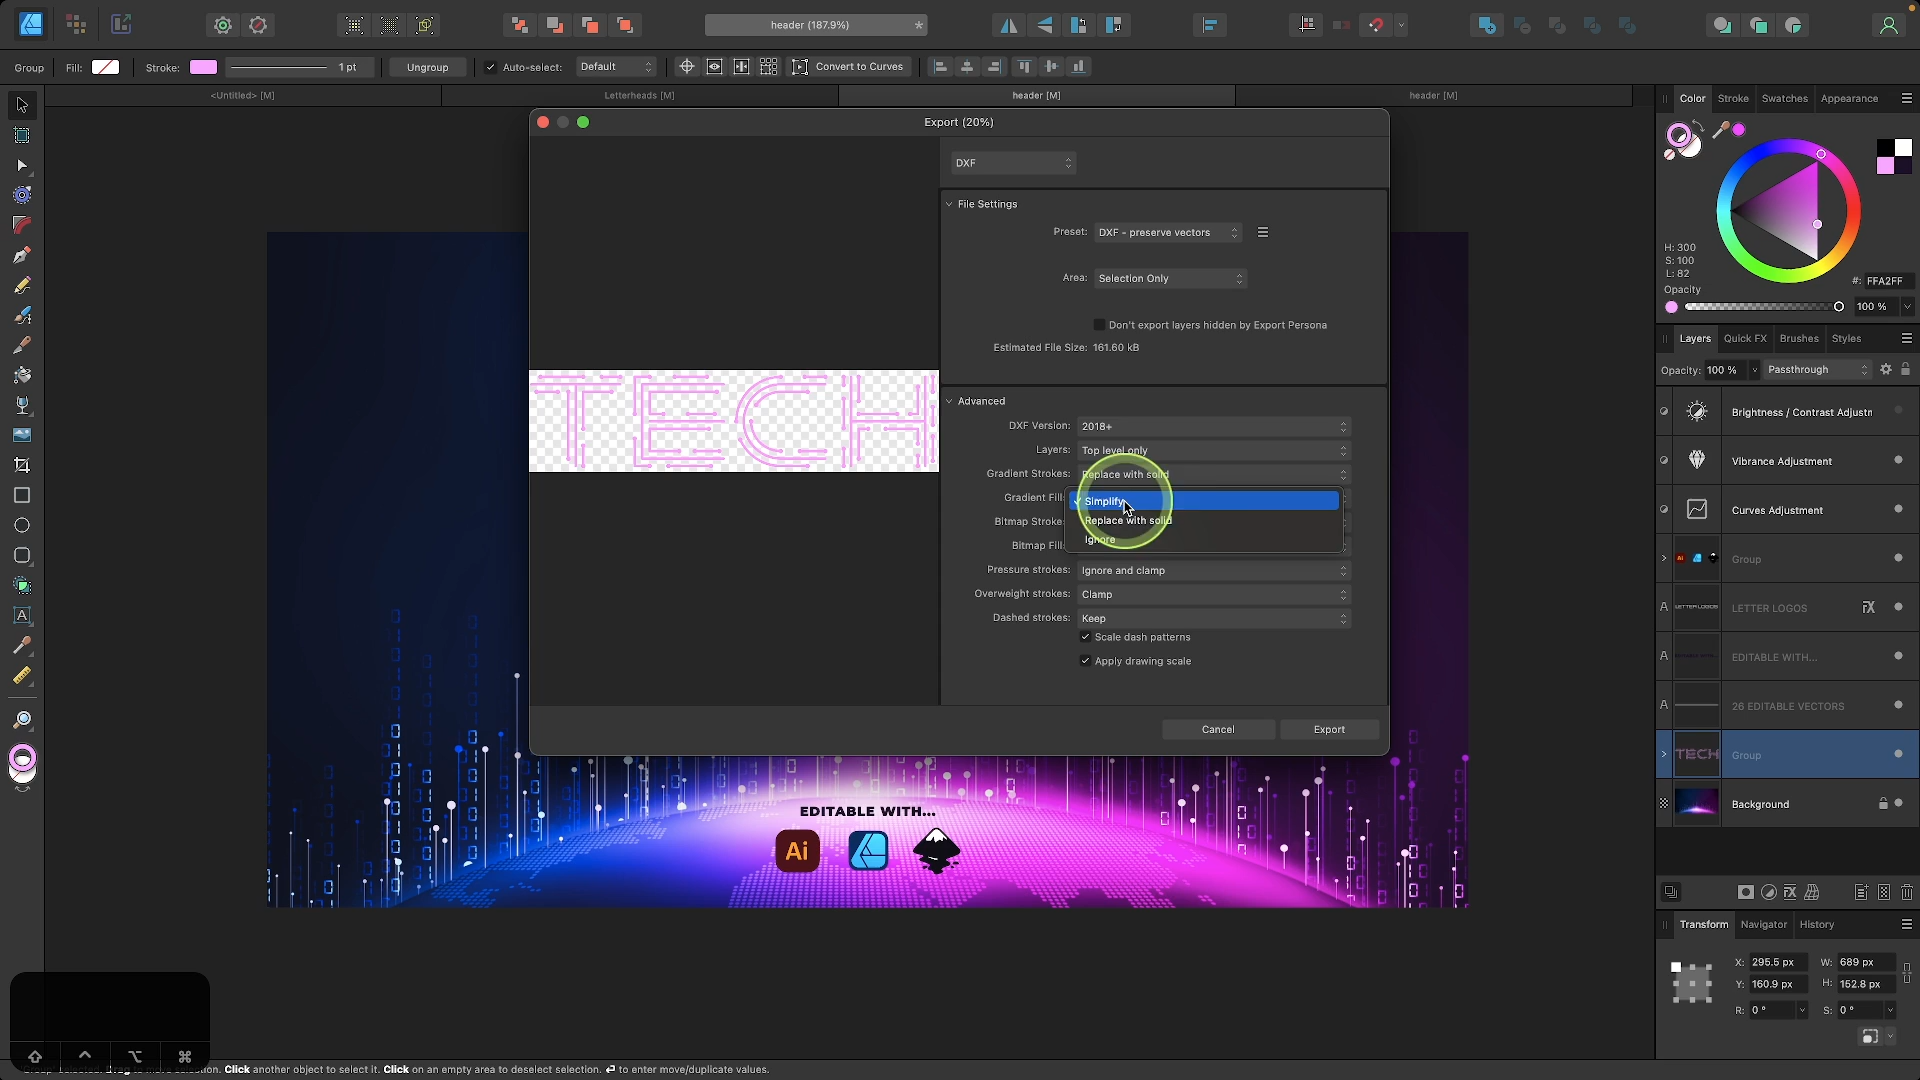 header (187.9%)
*
Group
Fill:
Stroke:
1 pt
Ungroup
Auto-select:
Default
Convert to Curves
<Untitled> [M]
Letterheads [M]
header [M]
header [M]
Export (20%)
DXF
File Settings
Preset:
DXF - preserve vectors
Area:
Selection Only
Don't export layers hidden by Export Persona
Estimated File Size: 161.60 kB
TECH
Advanced
DXF Version:
2018+
Layers:
Top level only
Gradient Strokes:
Replace with solid
Gradient Fill
Simplify
Bitmap Stroke
Replace with solid
Bitmap Fill
Ignore
Pressure strokes:
Ignore and clamp
Overweight strokes:
Clamp
Dashed strokes:
Keep
Scale dash patterns
Apply drawing scale
Cancel
Export
EDITABLE WITH...
Ai
Color
Stroke
Swatches
Appearance
H: 300
S: 100
L: 82
#:
FFA2FF
Opacity
100 %
Layers
Quick FX
Brushes
Styles
Opacity:
100 %
Passthrough
Brightness / Contrast Adjustn
Vibrance Adjustment
Curves Adjustment
Group
LETTER LOGOS
EDITABLE WITH...
26 EDITABLE VECTORS
TECH
Group
Background
Transform
Navigator
History
X:
295.5 px
W:
689 px
Y:
160.9 px
H:
152.8 px
R:
0 °
S:
0 °
'Group' selected. Drag to move selection. Click another object to select it. Click on an empty area to deselect selection. ⏎ to enter move/duplicate values.